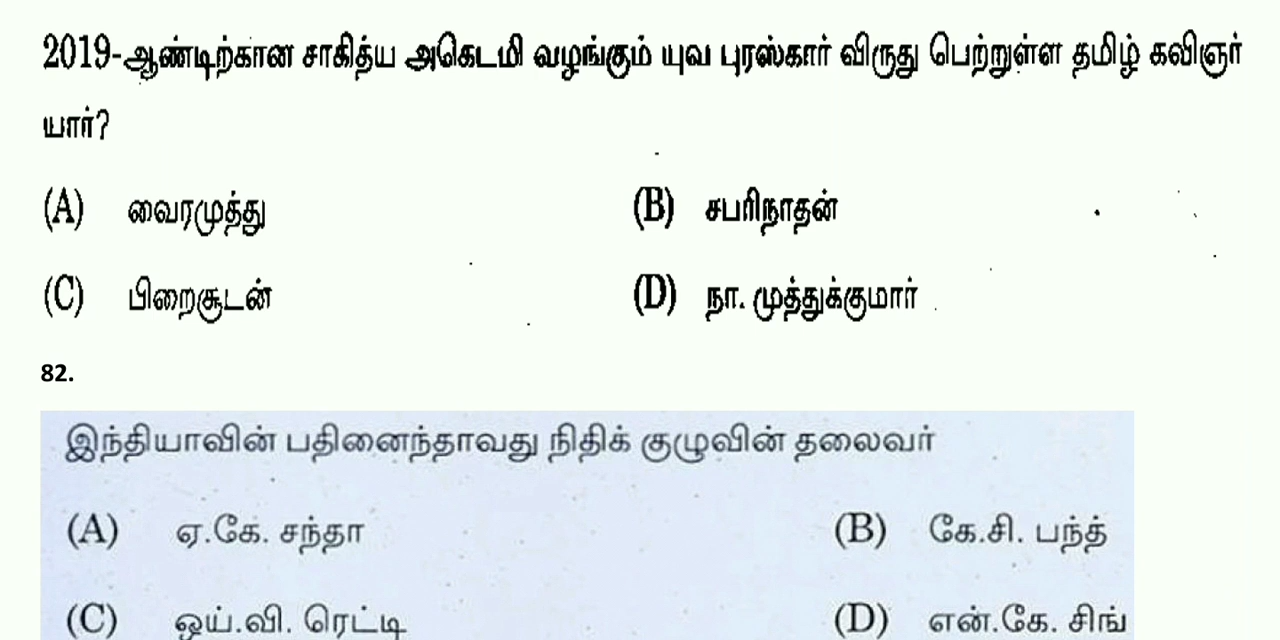 2019-ஆண்டிற்கான சாகித்ய அகெடமி வழங்கும் யுவ புரஸ்கார் விருது பெற்றுள்ள தமிழ் கவிஞர்
யார்?
(A) வைரமுத்து (B) சபரிநாதன்
(C) பிறைசூடன் (D) நா. முத்துக்குமார்
82.
இந்தியாவின் பதினைந்தாவது நிதிக் குழுவின் தலைவர்
(A) ஏ.கே. சந்தா (B) கே.சி. பந்த்
(C) ஒய்.வி. ரெட்டி (D) என்.கே. சிங்